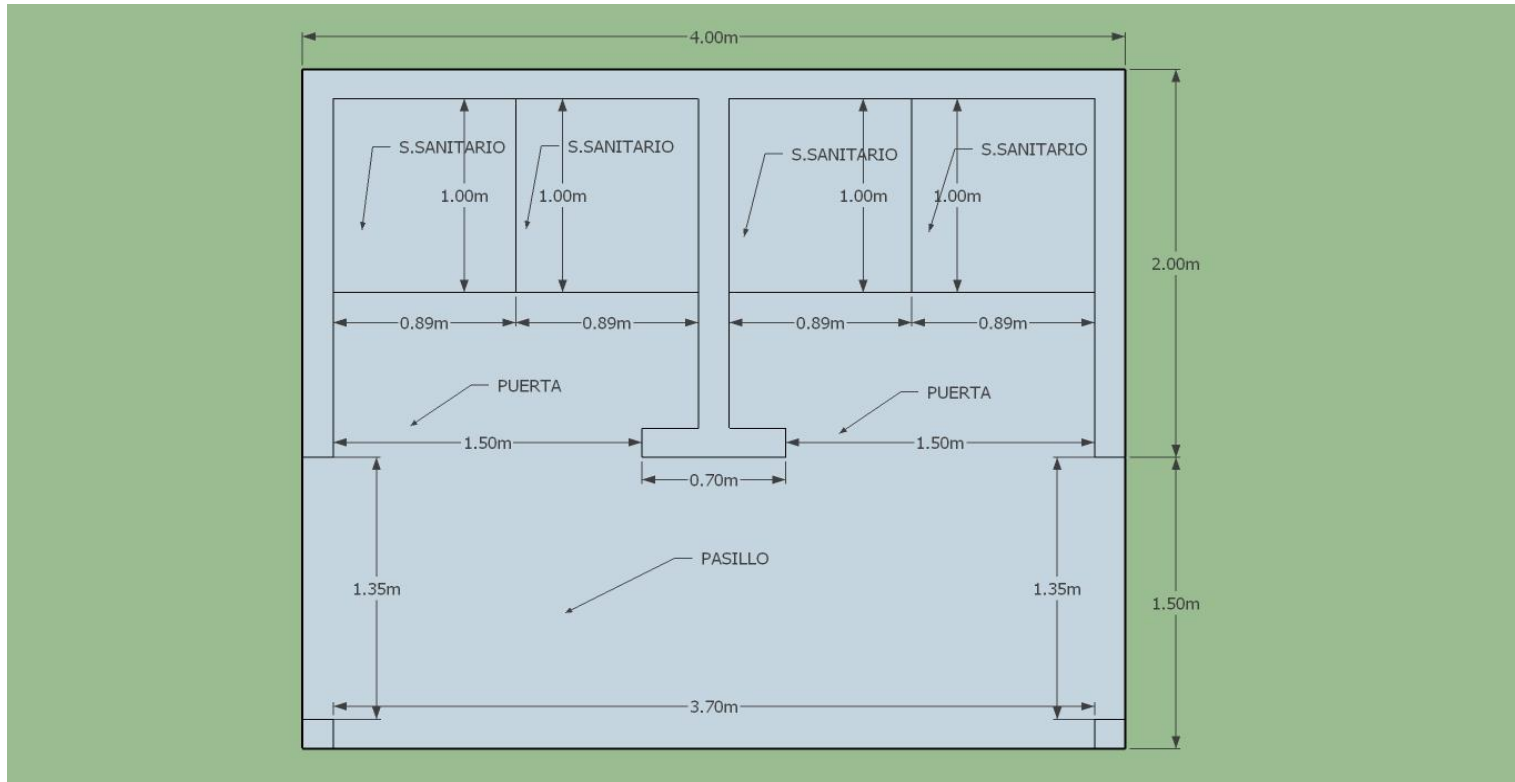 4.00m
S.SANITARIO
S.SANITARIO
S.SANITARIO
S.SANITARIO
1.00m
1.00m
1.00m
1.00m
2.00m
0.89m
0.89m
0.89m
0.89m
PUERTA
PUERTA
1.50m
1.50m
0.70m
PASILLO
1.35m
1.35m
1.50m
3.70m